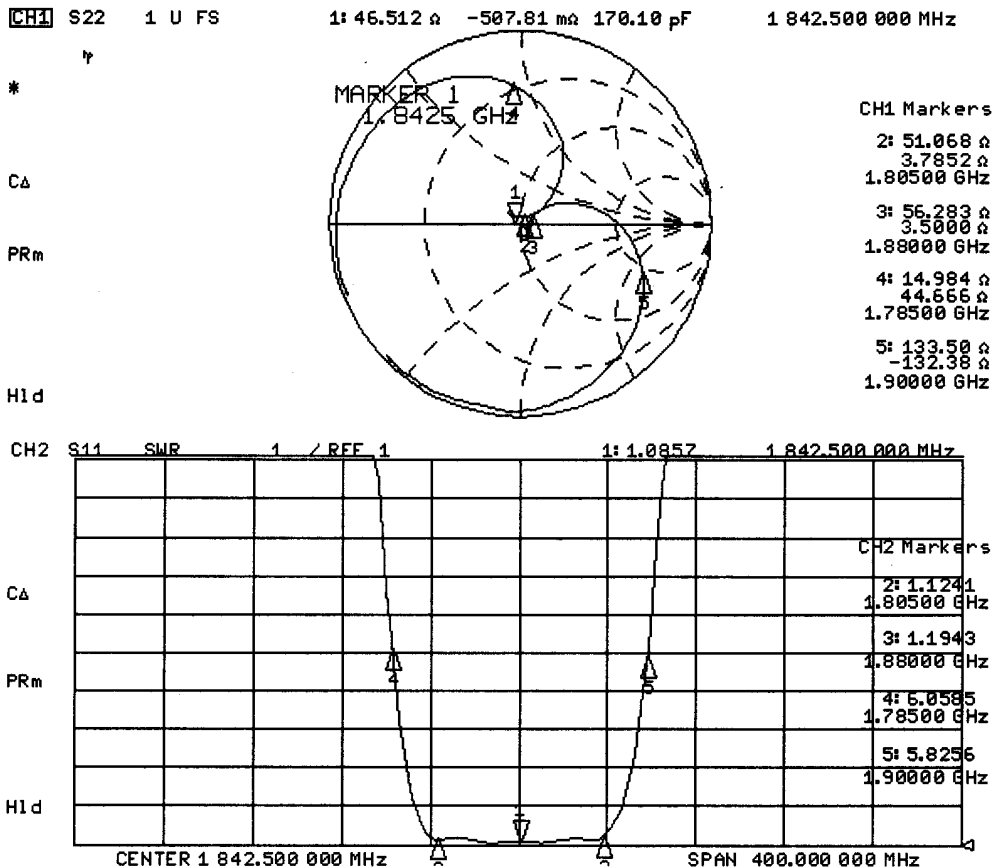 CH1 S22 1 U FS 1: 46.512 Ω -507.81 mΩ 170.10 pF 1 842.500 000 MHz
*
MARKER 1
1.8425 GHz
CΔ
PRm
Hld
CH1 Markers
2: 51.068 Ω
3.7852 Ω
1.80500 GHz
3: 56.283 Ω
3.5000 Ω
1.88000 GHz
4: 14.984 Ω
44.666 Ω
1.78500 GHz
5: 133.50 Ω
-132.38 Ω
1.90000 GHz
4
1
23
5
CH2 S11 SWR 1 / REF 1 1: 1.0857 1 842.500 000 MHz
CΔ
PRm
Hld
CH2 Markers
2: 1.1241
1.80500 GHz
3: 1.1943
1.88000 GHz
4: 6.0585
1.78500 GHz
5: 5.8256
1.90000 GHz
4
5
CENTER 1 842.500 000 MHz SPAN 400.000 000 MHz